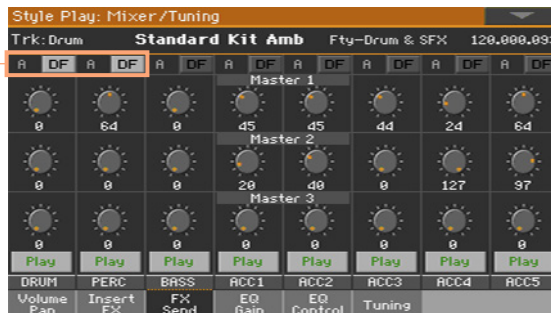 Style Play: Mixer/Tuning
Trk: Drum Standard Kit Amb Fty-Drum & SFX 120.000.093
A DF A DF A DF A DF A DF A DF A DF A DF
Master 1
0 64 0 45 45 44 24 64
Master 2
0 0 0 20 40 0 127 97
Master 3
0 0 0 0 0 0 0 0
Play Play Play Play Play Play Play Play
DRUM PERC BASS ACC1 ACC2 ACC3 ACC4 ACC5
Volume Insert FX EQ EQ Tuning
Pan FX Send Gain Control